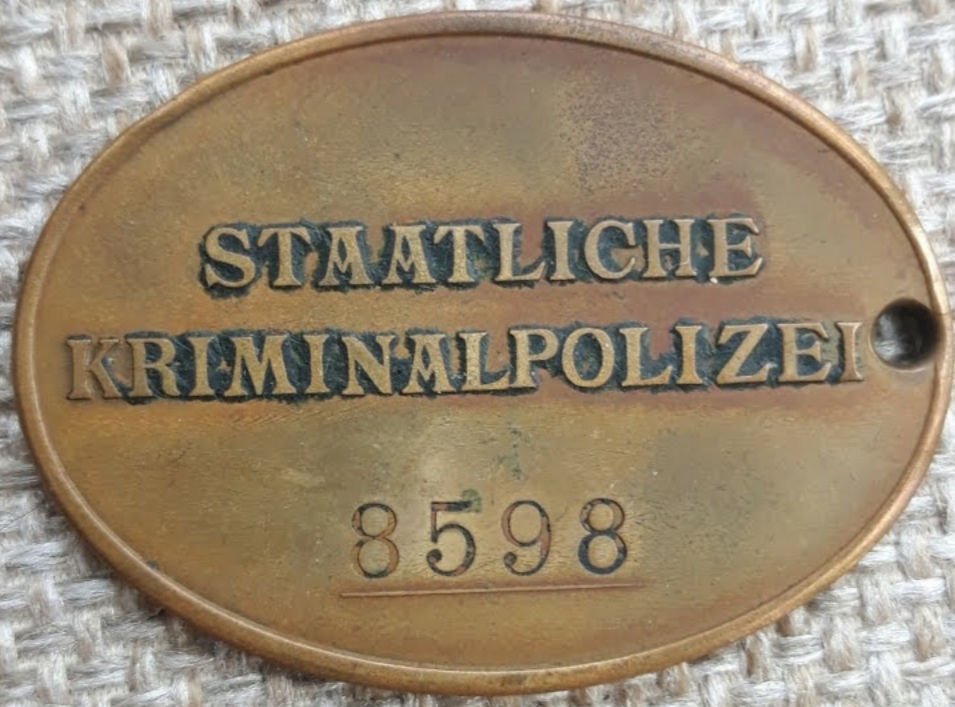 STAATLICHE
KRIMINALPOLIZEI
8598